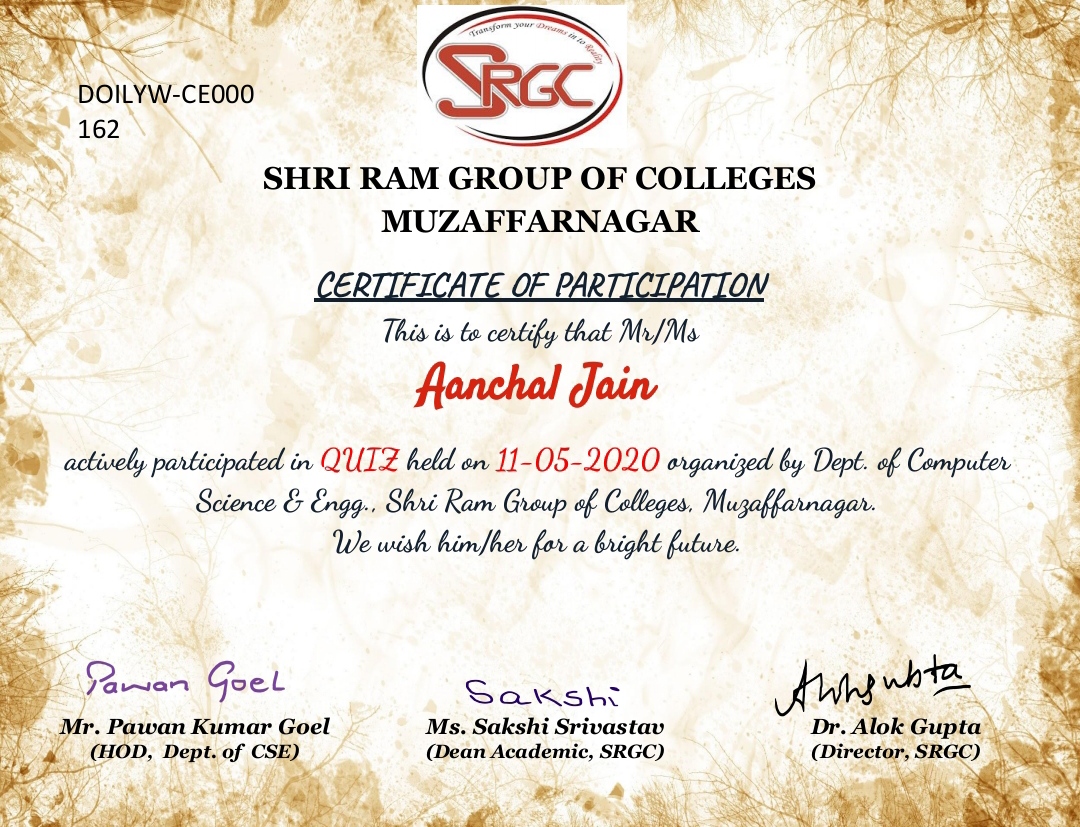 Transform your Dreams in to Reality
SRGC
DOILYW-CE000
162
SHRI RAM GROUP OF COLLEGES
MUZAFFARNAGAR
CERTIFICATE OF PARTICIPATION
This is to certify that Mr/Ms
Aanchal Jain
actively participated in QUIZ held on 11-05-2020 organized by Dept. of Computer
Science & Engg., Shri Ram Group of Colleges, Muzaffarnagar.
We wish him/her for a bright future.
Pawan Goel
Sakshi
Mr. Pawan Kumar Goel
(HOD, Dept. of CSE)
Ms. Sakshi Srivastav
(Dean Academic, SRGC)
Dr. Alok Gupta
(Director, SRGC)